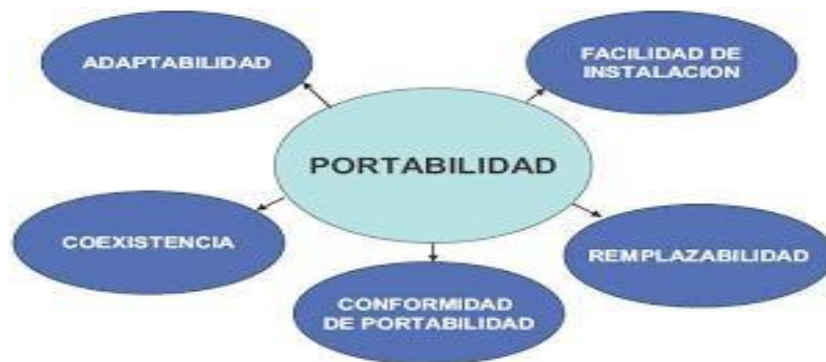 ADAPTABILIDAD
FACILIDAD DE
INSTALACION
PORTABILIDAD
COEXISTENCIA
REMPLAZABILIDAD
CONFORMIDAD
DE PORTABILIDAD